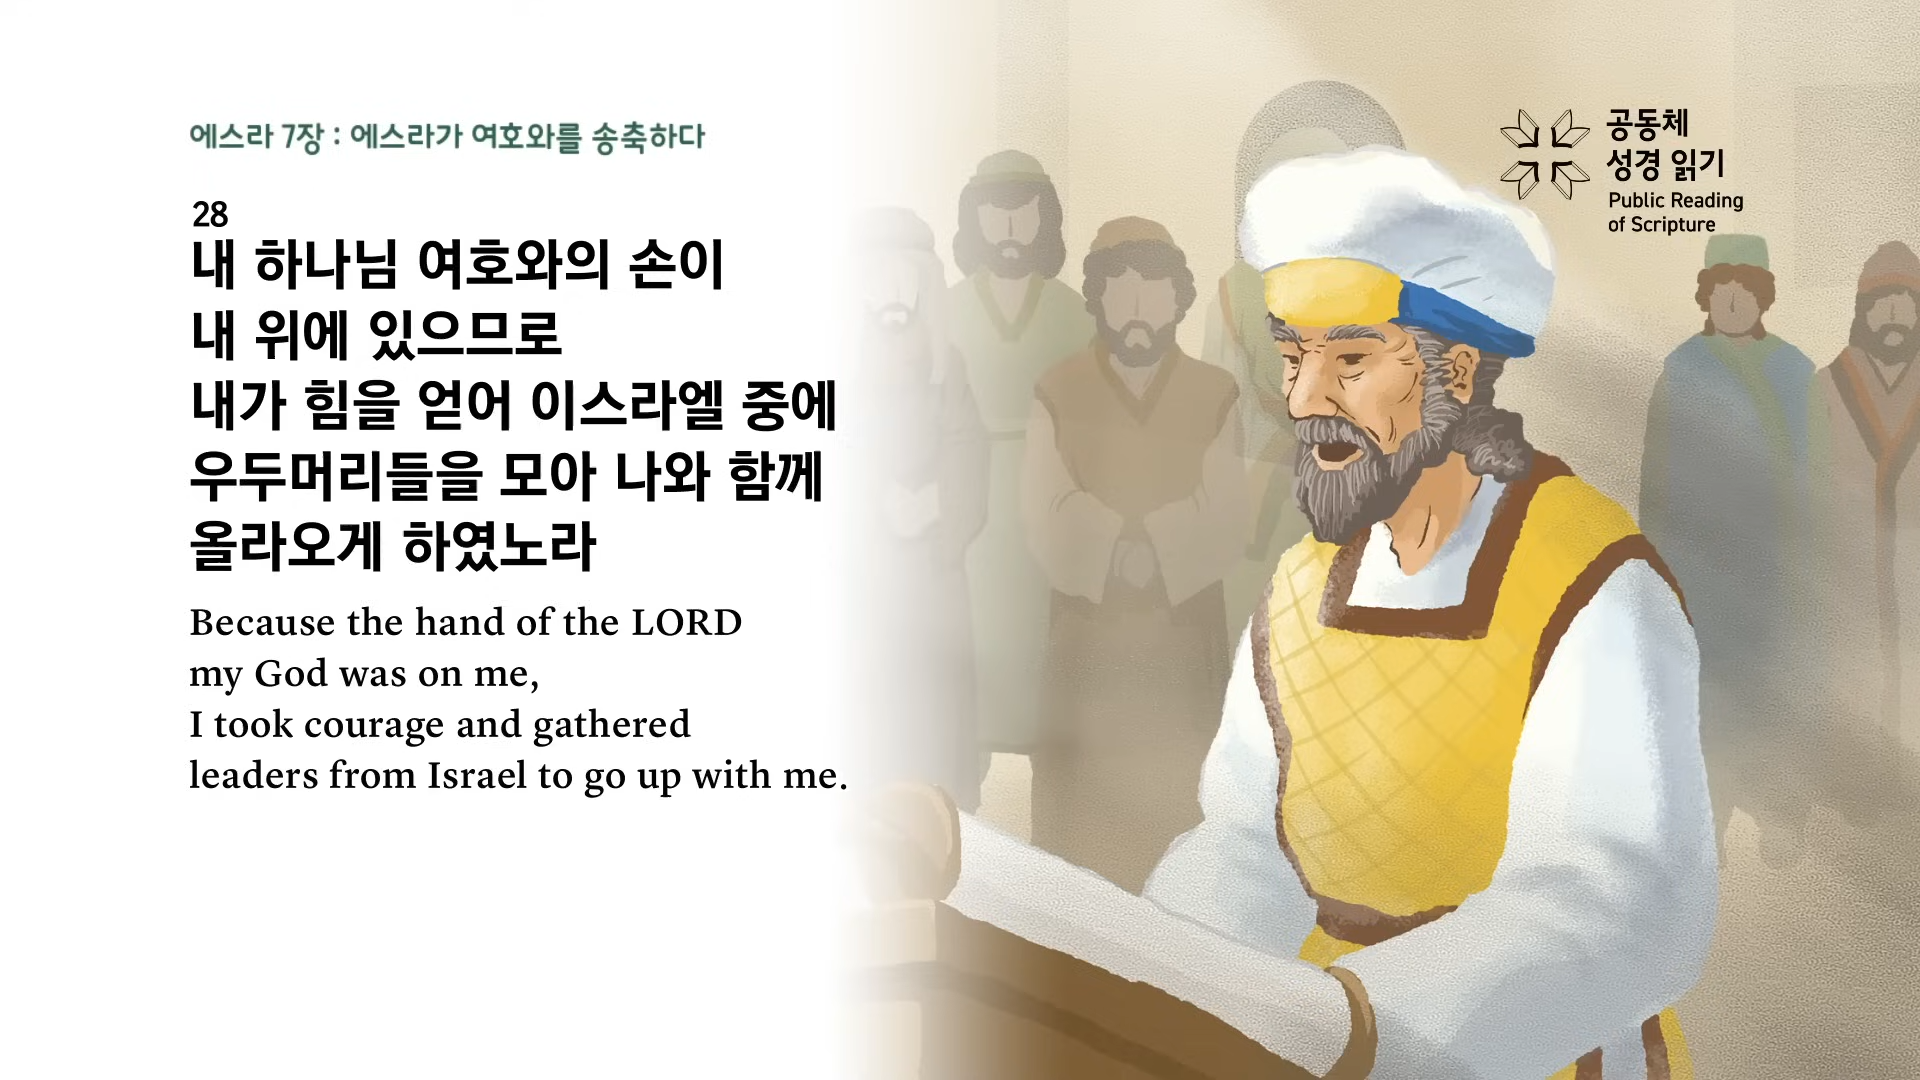 에스라 7장 : 에스라가 여호와를 송축하다
28
내 하나님 여호와의 손이
내 위에 있으므로
내가 힘을 얻어 이스라엘 중에
우두머리들을 모아 나와 함께
올라오게 하였노라
Because the hand of the LORD
my God was on me,
I took courage and gathered
leaders from Israel to go up with me.
공동체
성경 읽기
Public Reading
of Scripture